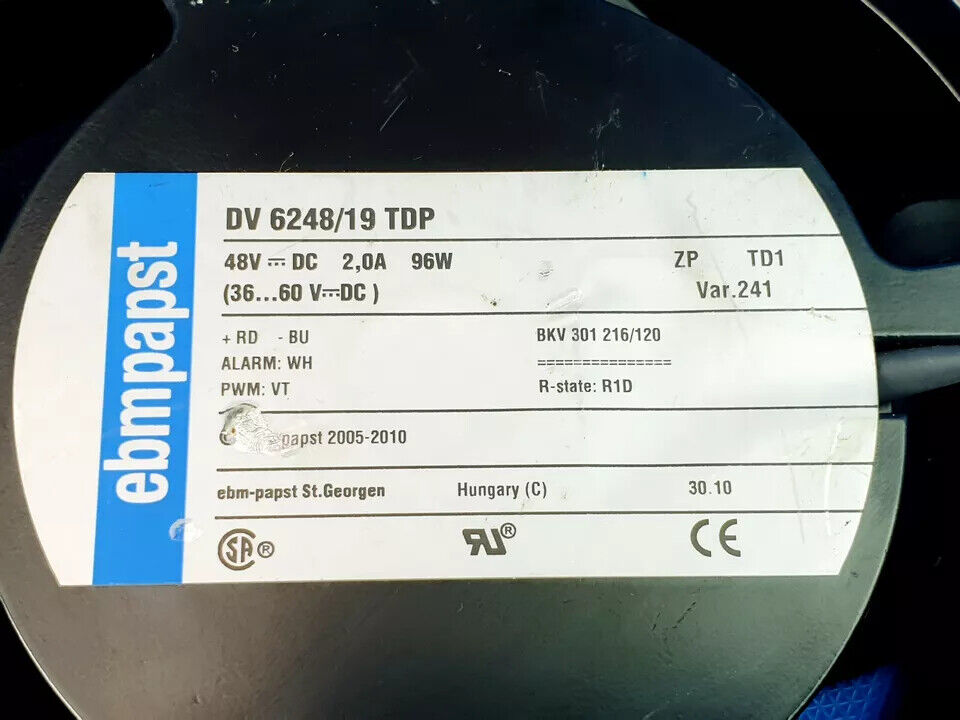 ebmpapst
DV 6248/19 TDP
48V ⎓ DC 2,0A 96W ZP TD1
(36...60 V⎓DC ) Var.241
+ RD - BU BKV 301 216/120
ALARM: WH ===============
PWM: VT R-state: R1D
papst 2005-2010
ebm-papst St.Georgen Hungary (C) 30.10
SA ® ® CE